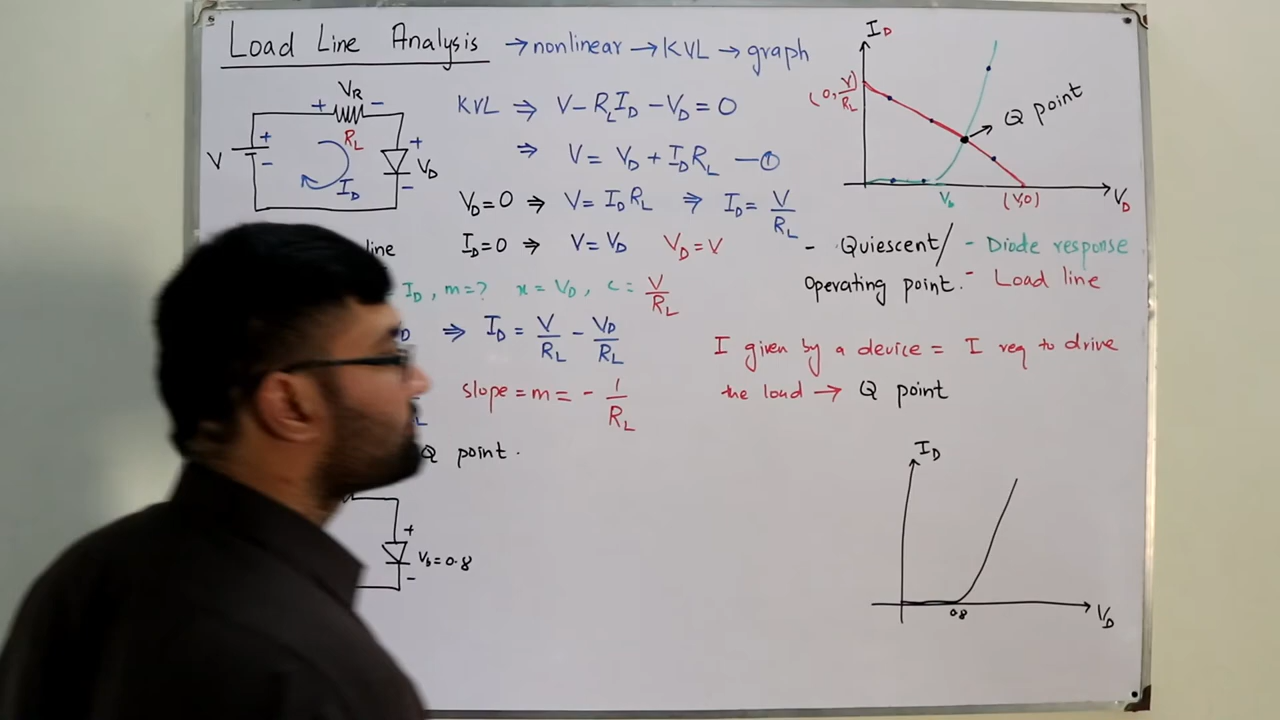 Load Line Analysis → nonlinear → KVL → graph
V_R
+ -
R_L
V
+
-
I_D
+
V_D
-
KVL ⇒ V - R_L I_D - V_D = 0
⇒ V = V_D + I_D R_L —①
V_D = 0 ⇒ V = I_D R_L ⇒ I_D = V/R_L
line I_D = 0 ⇒ V = V_D V_D = V
I_D, m = ? x = V_D, c = V/R_L
D ⇒ I_D = V/R_L - V_D/R_L
slope = m = - 1/R_L
L
Q point.
+
V_b = 0.8
-
I_D
(0, V/R_L)
Q point
V_b
(V,0)
V_D
- Quiescent/
Operating point.
- Diode response
- Load line
I given by a device = I req to drive
the load → Q point
I_D
0.8
V_D